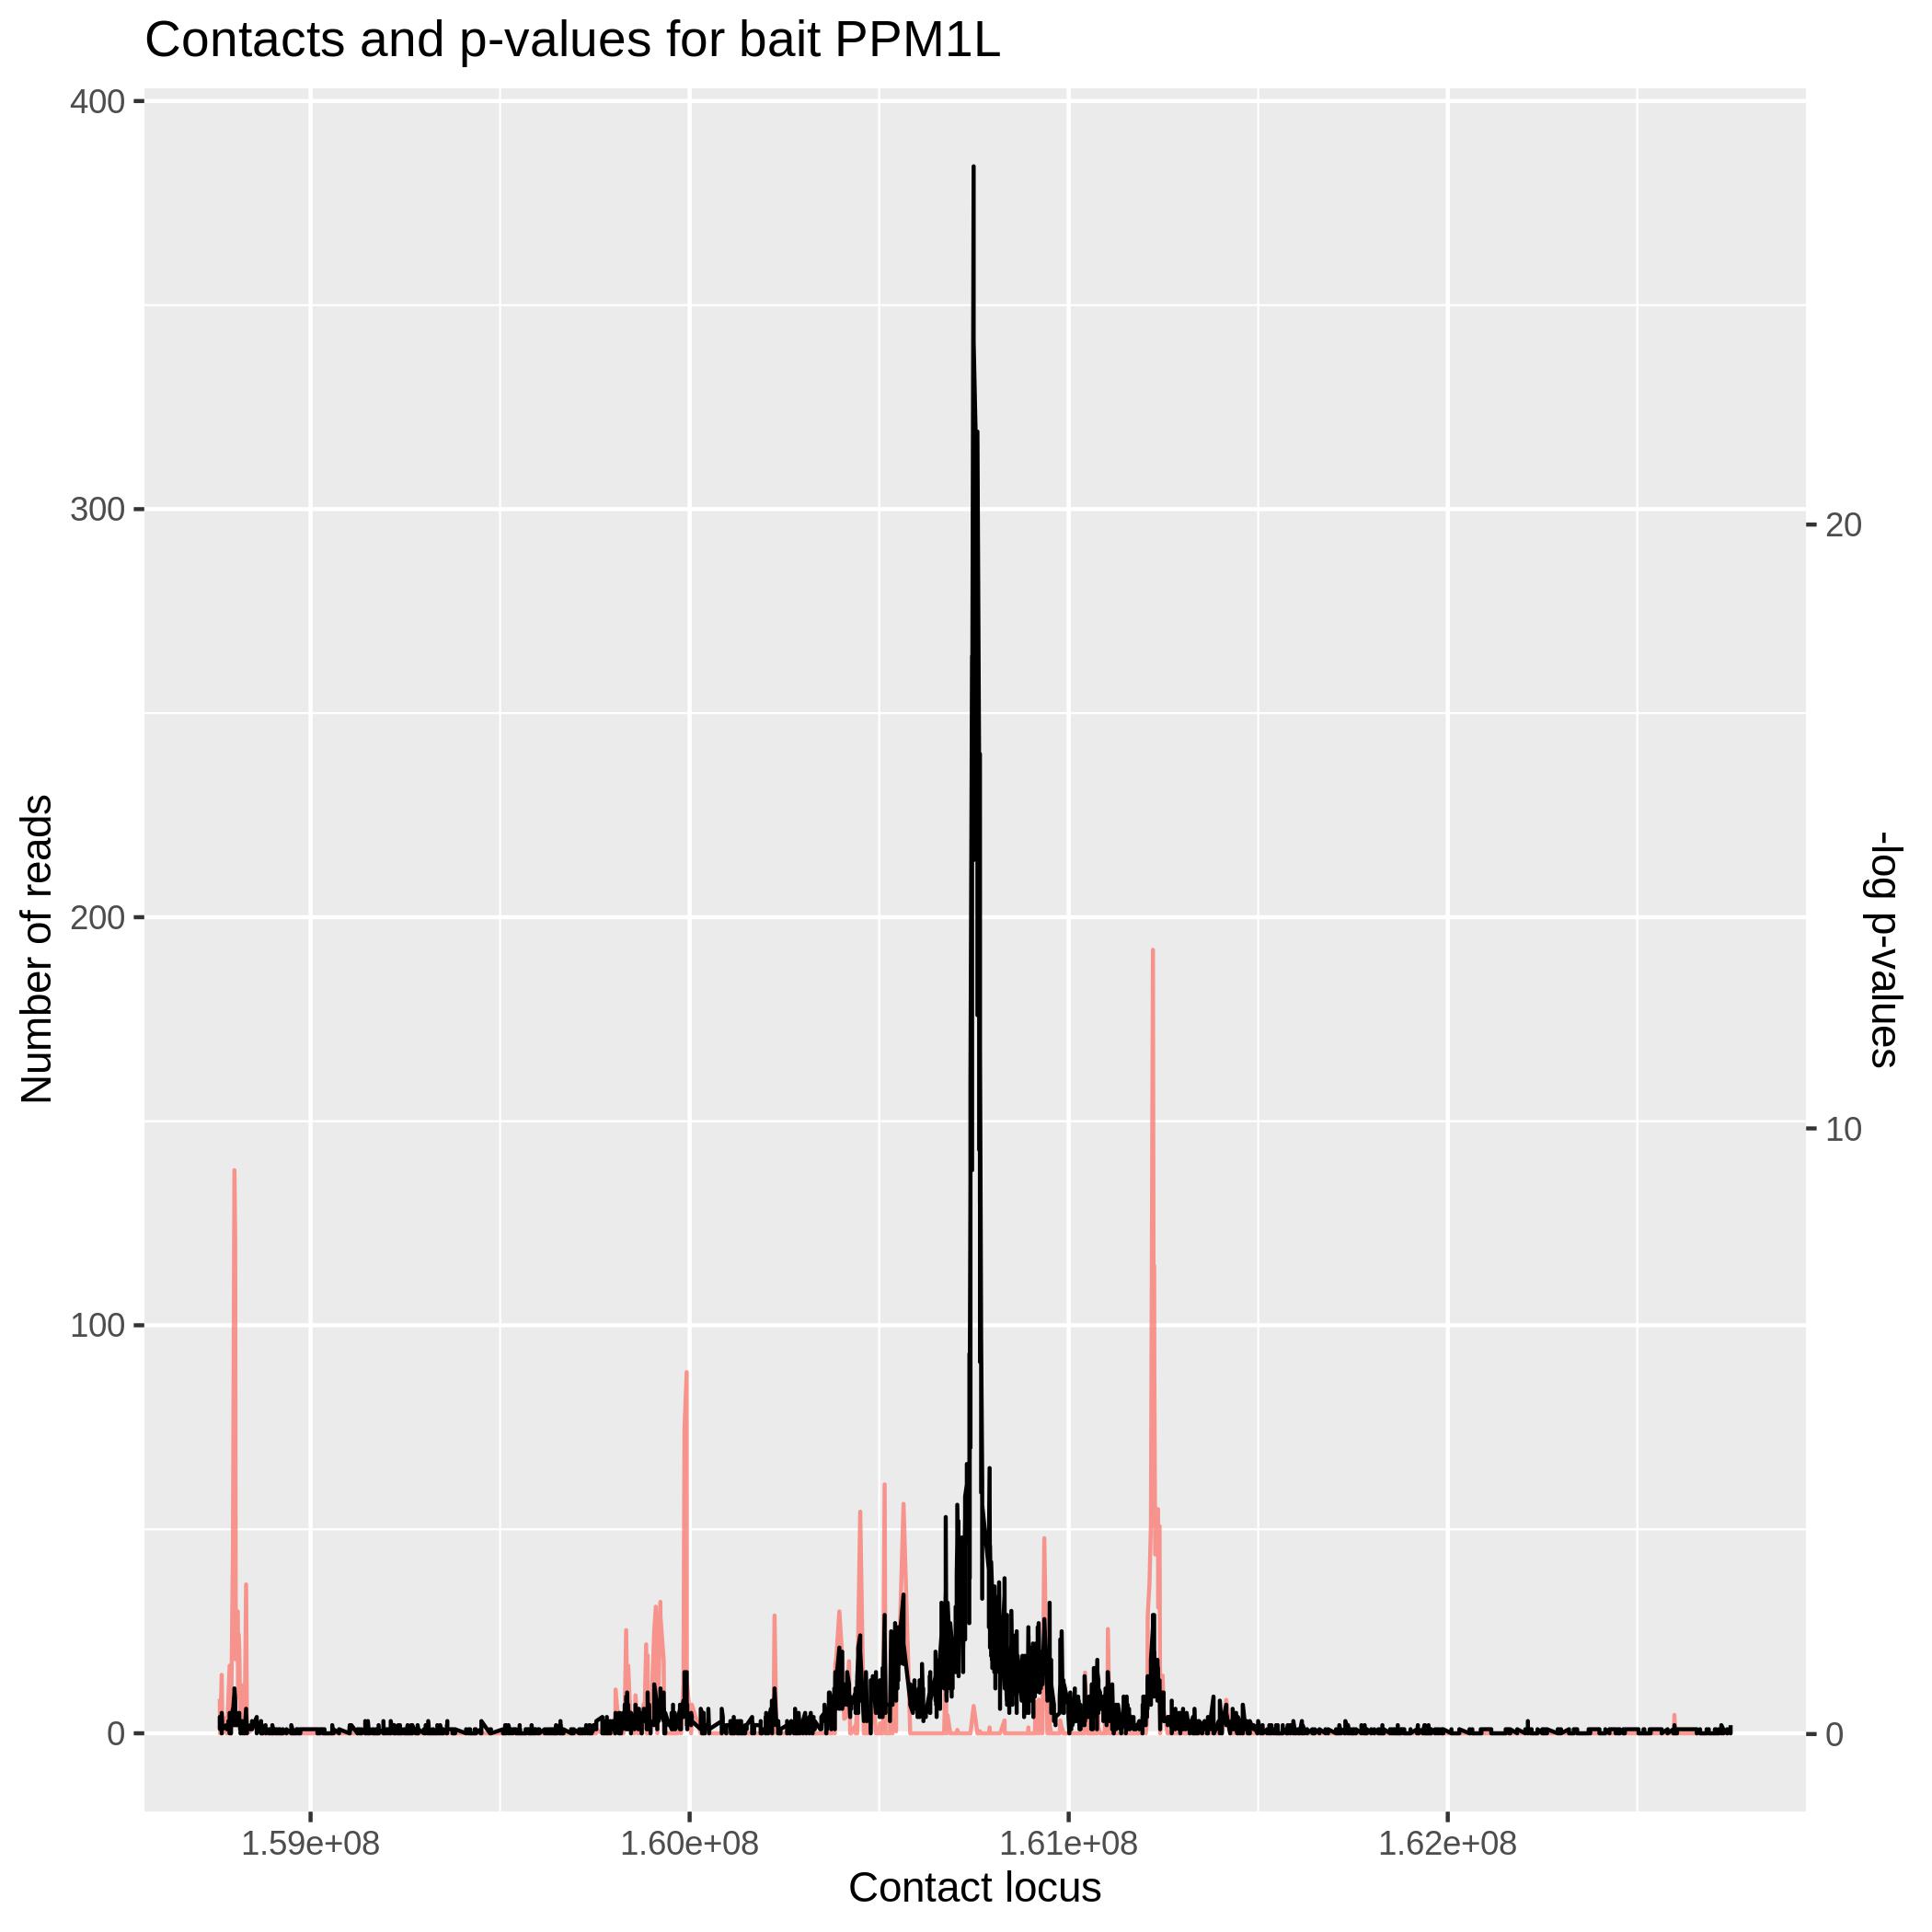 Contacts and p-values for bait PPM1L
400
300
200
100
0
Number of reads
20
10
0
-log p-values
1.59e+08
1.60e+08
1.61e+08
1.62e+08
Contact locus